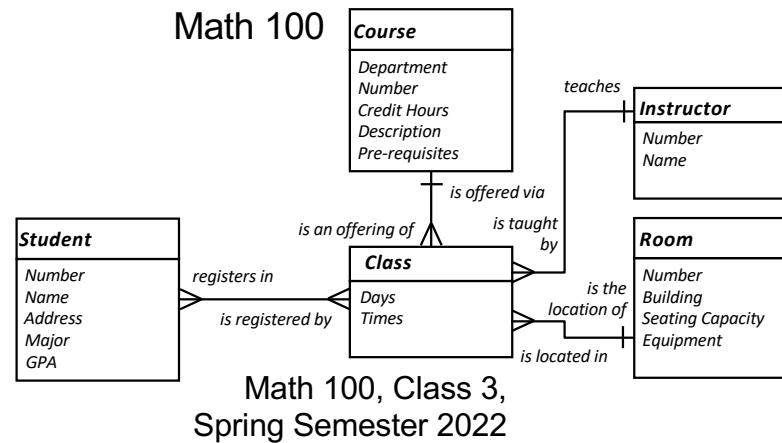 Math 100
Course
Department
Number
Credit Hours
Description
Pre-requisites
teaches
Instructor
Number
Name
is offered via
is an offering of
is taught
by
Student
Number
Name
Address
Major
GPA
registers in
is registered by
Class
Days
Times
Room
Number
Building
Seating Capacity
Equipment
is the
location of
is located in
Math 100, Class 3,
Spring Semester 2022